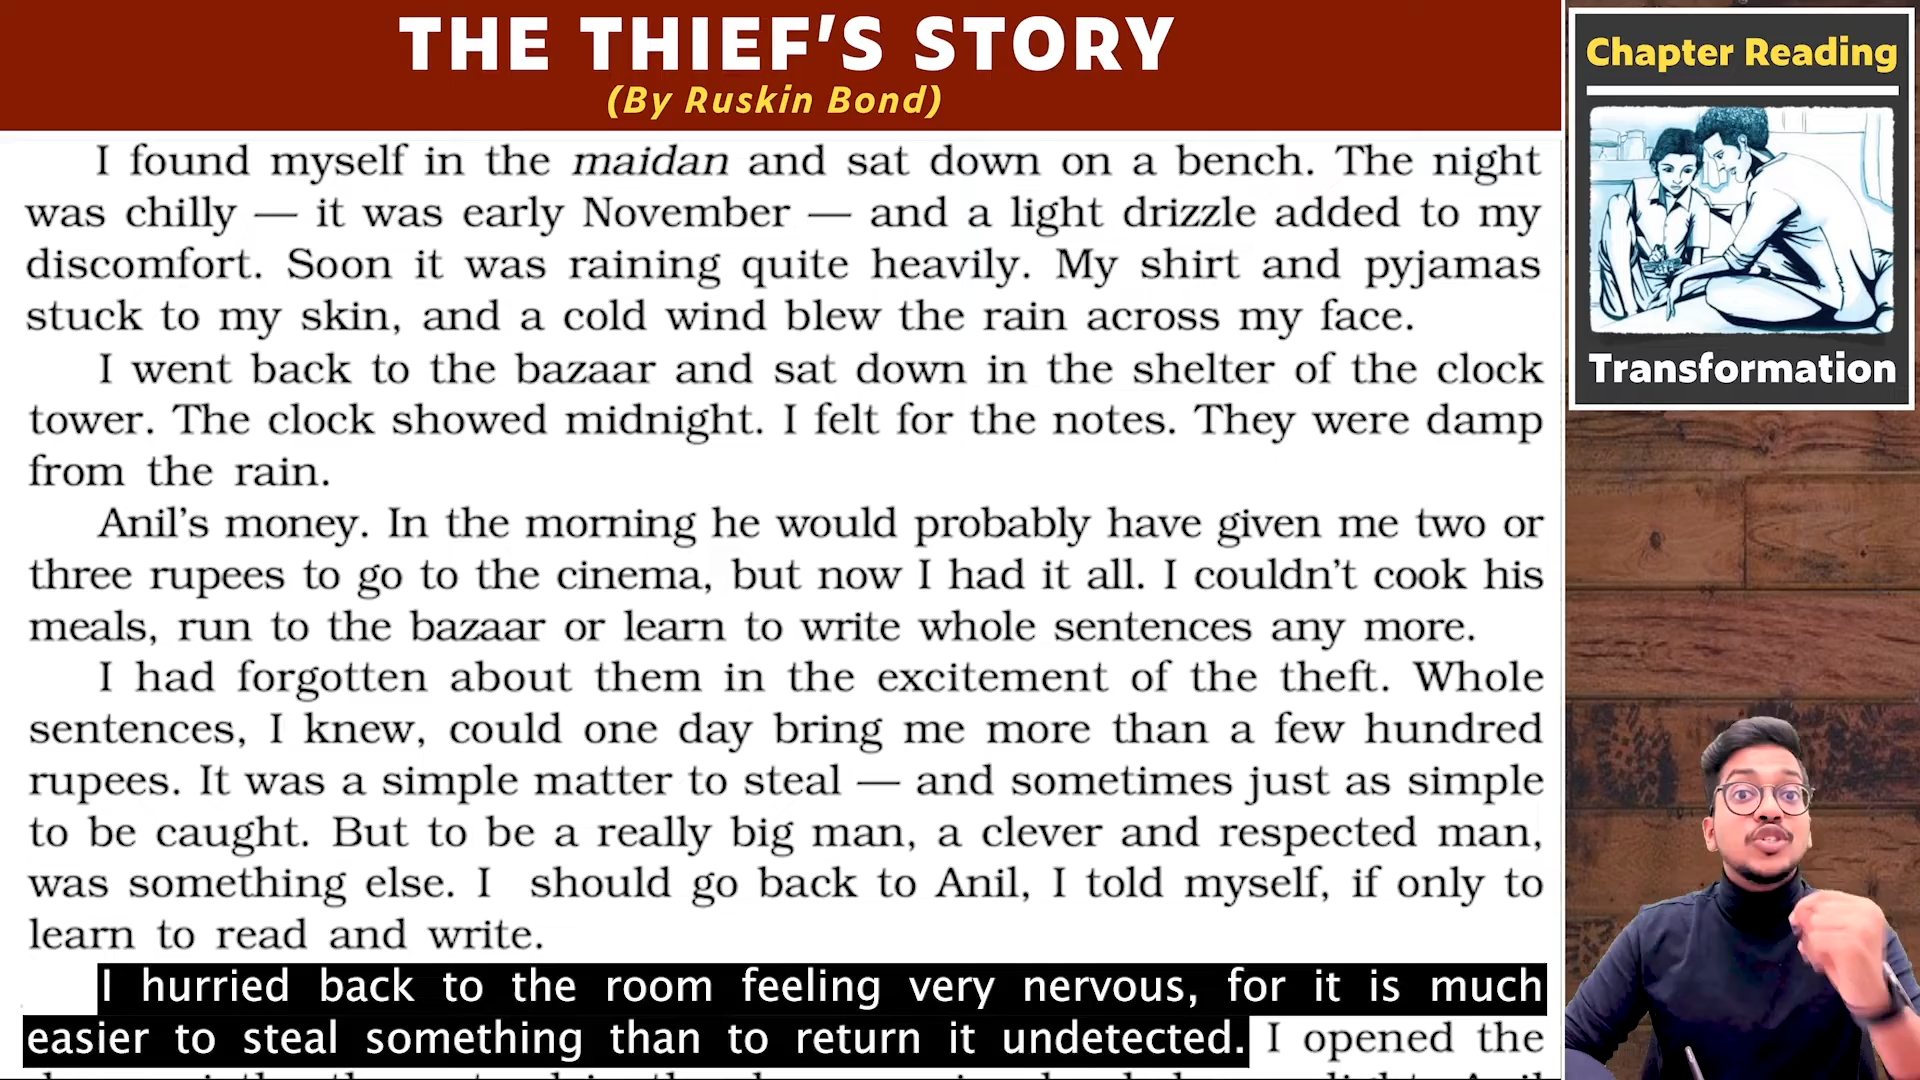 THE THIEF'S STORY
(By Ruskin Bond)
Chapter Reading
Transformation
I found myself in the maidan and sat down on a bench. The night
was chilly — it was early November — and a light drizzle added to my
discomfort. Soon it was raining quite heavily. My shirt and pyjamas
stuck to my skin, and a cold wind blew the rain across my face.
I went back to the bazaar and sat down in the shelter of the clock
tower. The clock showed midnight. I felt for the notes. They were damp
from the rain.
Anil's money. In the morning he would probably have given me two or
three rupees to go to the cinema, but now I had it all. I couldn't cook his
meals, run to the bazaar or learn to write whole sentences any more.
I had forgotten about them in the excitement of the theft. Whole
sentences, I knew, could one day bring me more than a few hundred
rupees. It was a simple matter to steal — and sometimes just as simple
to be caught. But to be a really big man, a clever and respected man,
was something else. I should go back to Anil, I told myself, if only to
learn to read and write.
I hurried back to the room feeling very nervous, for it is much
easier to steal something than to return it undetected. I opened the